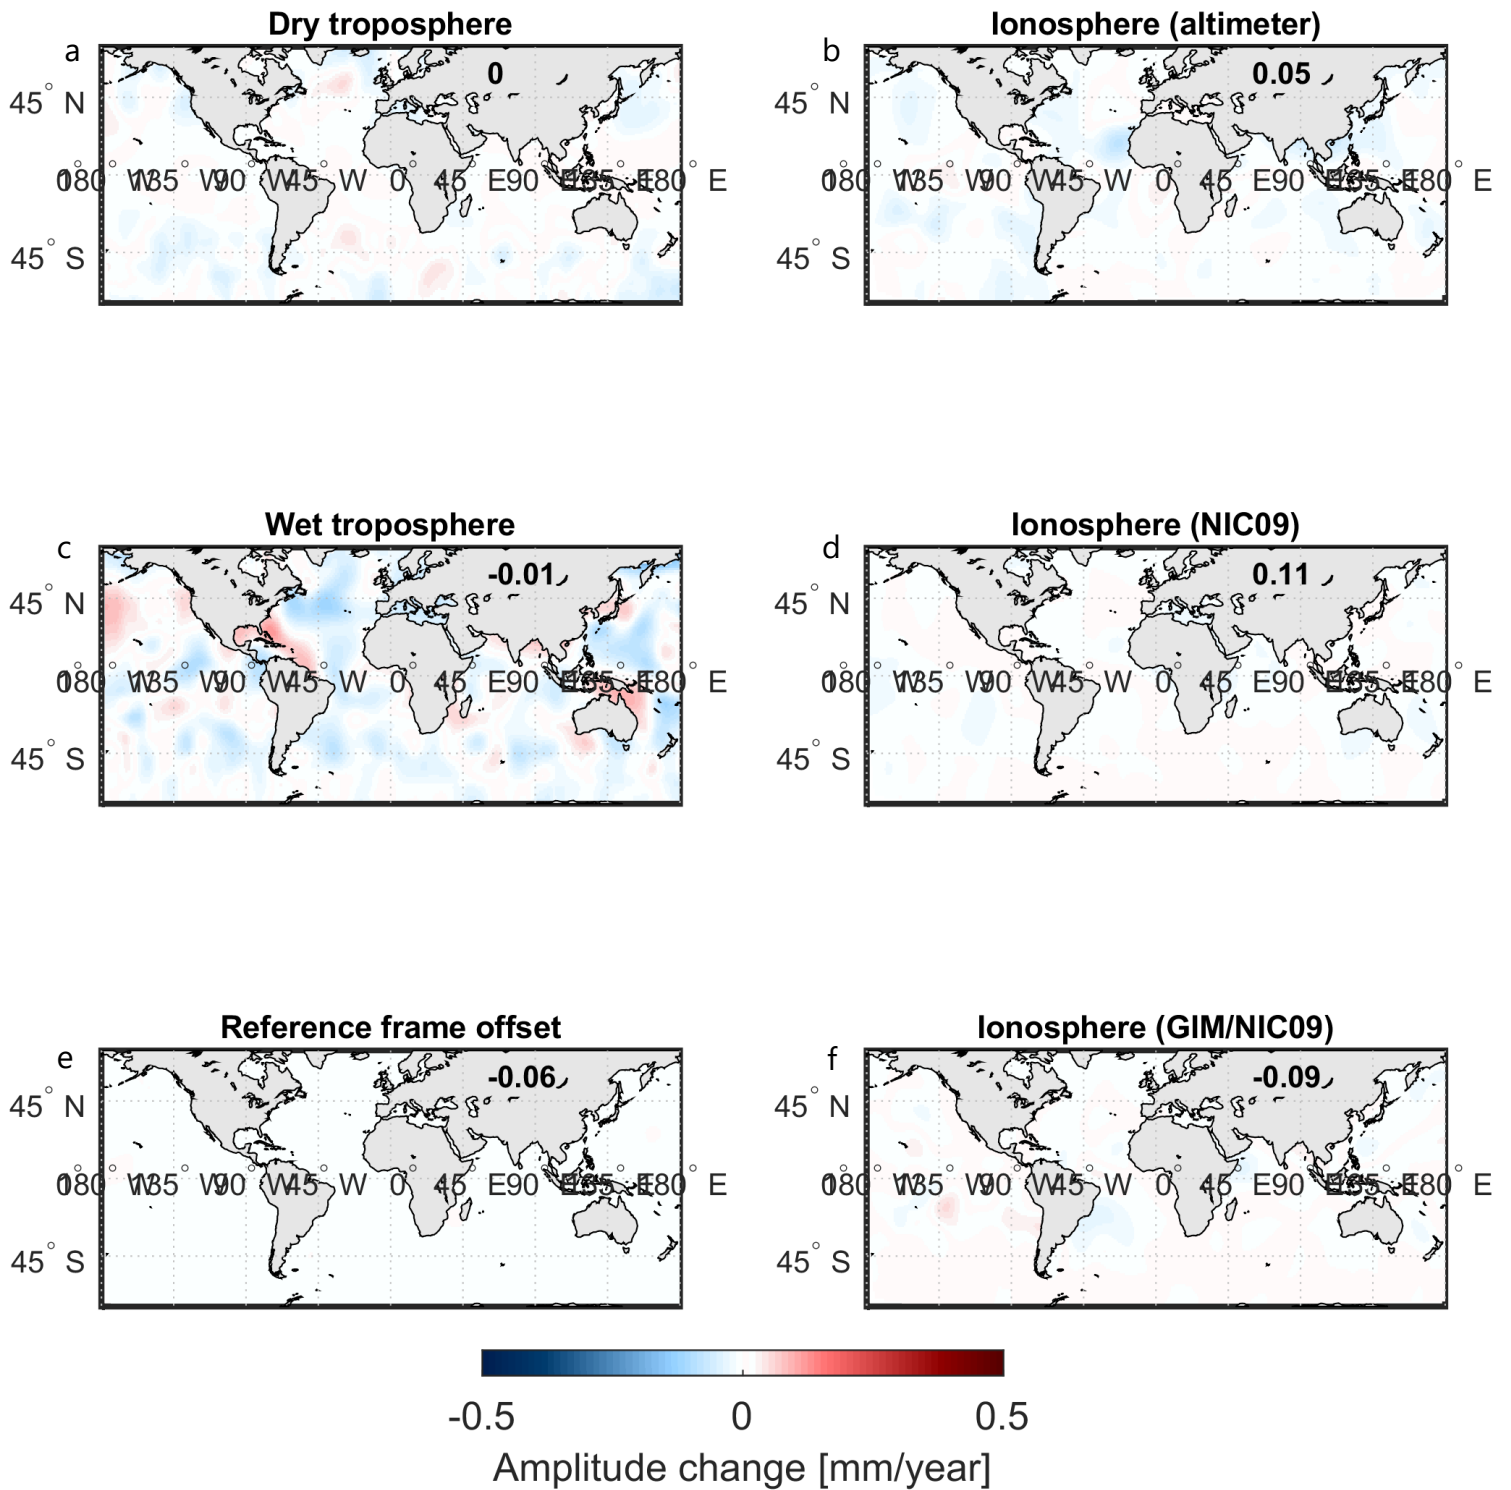 Dry troposphere
Ionosphere (altimeter)
a
b
0
0.05
45° N
45° N
45° S
45° S
Wet troposphere
Ionosphere (NIC09)
c
d
-0.01
0.11
45° N
45° N
45° S
45° S
Reference frame offset
Ionosphere (GIM/NIC09)
e
f
-0.06
-0.09
45° N
45° N
45° S
45° S
-0.5 0 0.5
Amplitude change [mm/year]